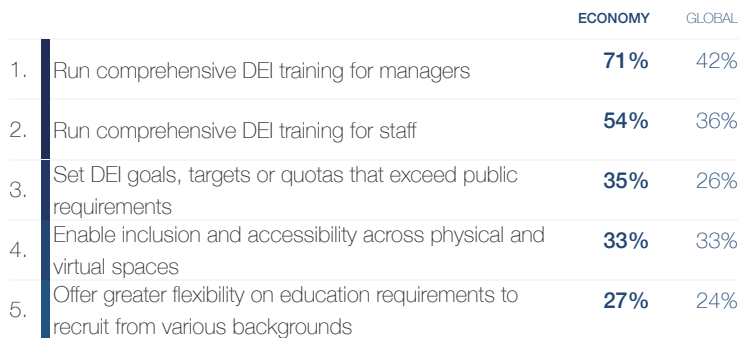 ECONOMY GLOBAL
1. Run comprehensive DEI training for managers 71% 42%
2. Run comprehensive DEI training for staff 54% 36%
3. Set DEI goals, targets or quotas that exceed public requirements 35% 26%
4. Enable inclusion and accessibility across physical and virtual spaces 33% 33%
5. Offer greater flexibility on education requirements to recruit from various backgrounds 27% 24%